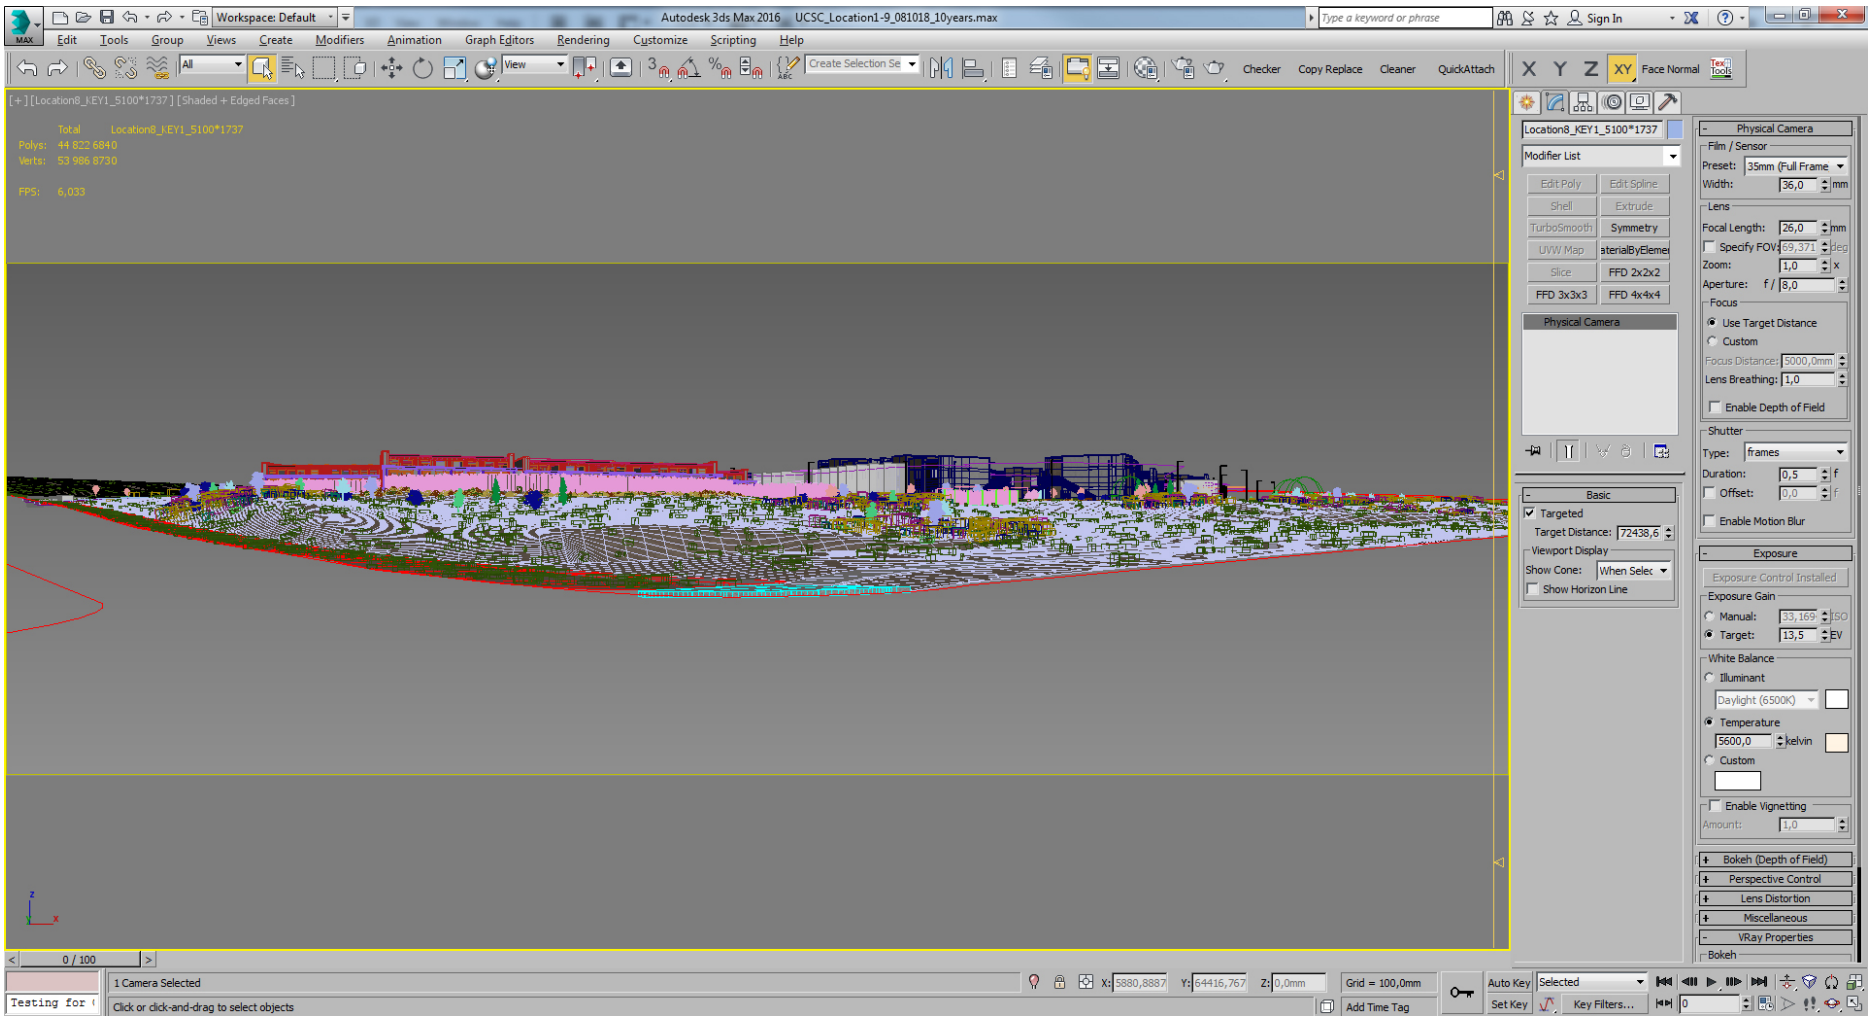 Workspace: Default
Autodesk 3ds Max 2016 UCSC_Location1-9_081018_10years.max
Type a keyword or phrase
Sign In
MAX
Edit Tools Group Views Create Modifiers Animation Graph Editors Rendering Customize Scripting Help
All
View
Create Selection Se
Checker Copy Replace Cleaner QuickAttach
X Y Z XY Face Normal
[+] [Location8_KEY1_5100*1737] [Shaded + Edged Faces]
Total Location8_KEY1_5100*1737
Polys: 44 822 6840
Verts: 53 986 8730
FPS: 6,033
Location8_KEY1_5100*1737
Modifier List
Edit Poly Edit Spline
Shell Extrude
TurboSmooth Symmetry
UVW Map aterialByElemen
Slice FFD 2x2x2
FFD 3x3x3 FFD 4x4x4
Physical Camera
- Basic
Targeted
Target Distance: 72438,6
Viewport Display
Show Cone: When Selec
Show Horizon Line
- Physical Camera
Film / Sensor
Preset: 35mm (Full Frame
Width: 36,0 mm
Lens
Focal Length: 26,0 mm
Specify FOV: 69,371 deg
Zoom: 1,0 x
Aperture: f / 8,0
Focus
Use Target Distance
Custom
Focus Distance: 5000,0mm
Lens Breathing: 1,0
Enable Depth of Field
Shutter
Type: frames
Duration: 0,5 f
Offset: 0,0 f
Enable Motion Blur
- Exposure
Exposure Control Installed
Exposure Gain
Manual: 33,169 ISO
Target: 13,5 EV
White Balance
Illuminant
Daylight (6500K)
Temperature
5600,0 kelvin
Custom
Enable Vignetting
Amount: 1,0
+ Bokeh (Depth of Field)
+ Perspective Control
+ Lens Distortion
+ Miscellaneous
- VRay Properties
Bokeh
z
x
< 0 / 100 >
1 Camera Selected
X: 5880,8887 Y: 64416,767 Z: 0,0mm Grid = 100,0mm
Auto Key Selected
Testing for
Click or click-and-drag to select objects
Add Time Tag
Set Key Key Filters... 0